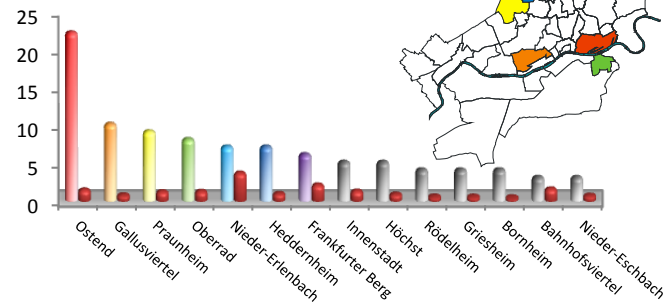 25
20
15
10
5
0
Ostend
Gallusviertel
Praunheim
Oberrad
Nieder-Erlenbach
Heddernheim
Frankfurter Berg
Innenstadt
Höchst
Rödelheim
Griesheim
Bornheim
Bahnhofsviertel
Nieder-Eschbach